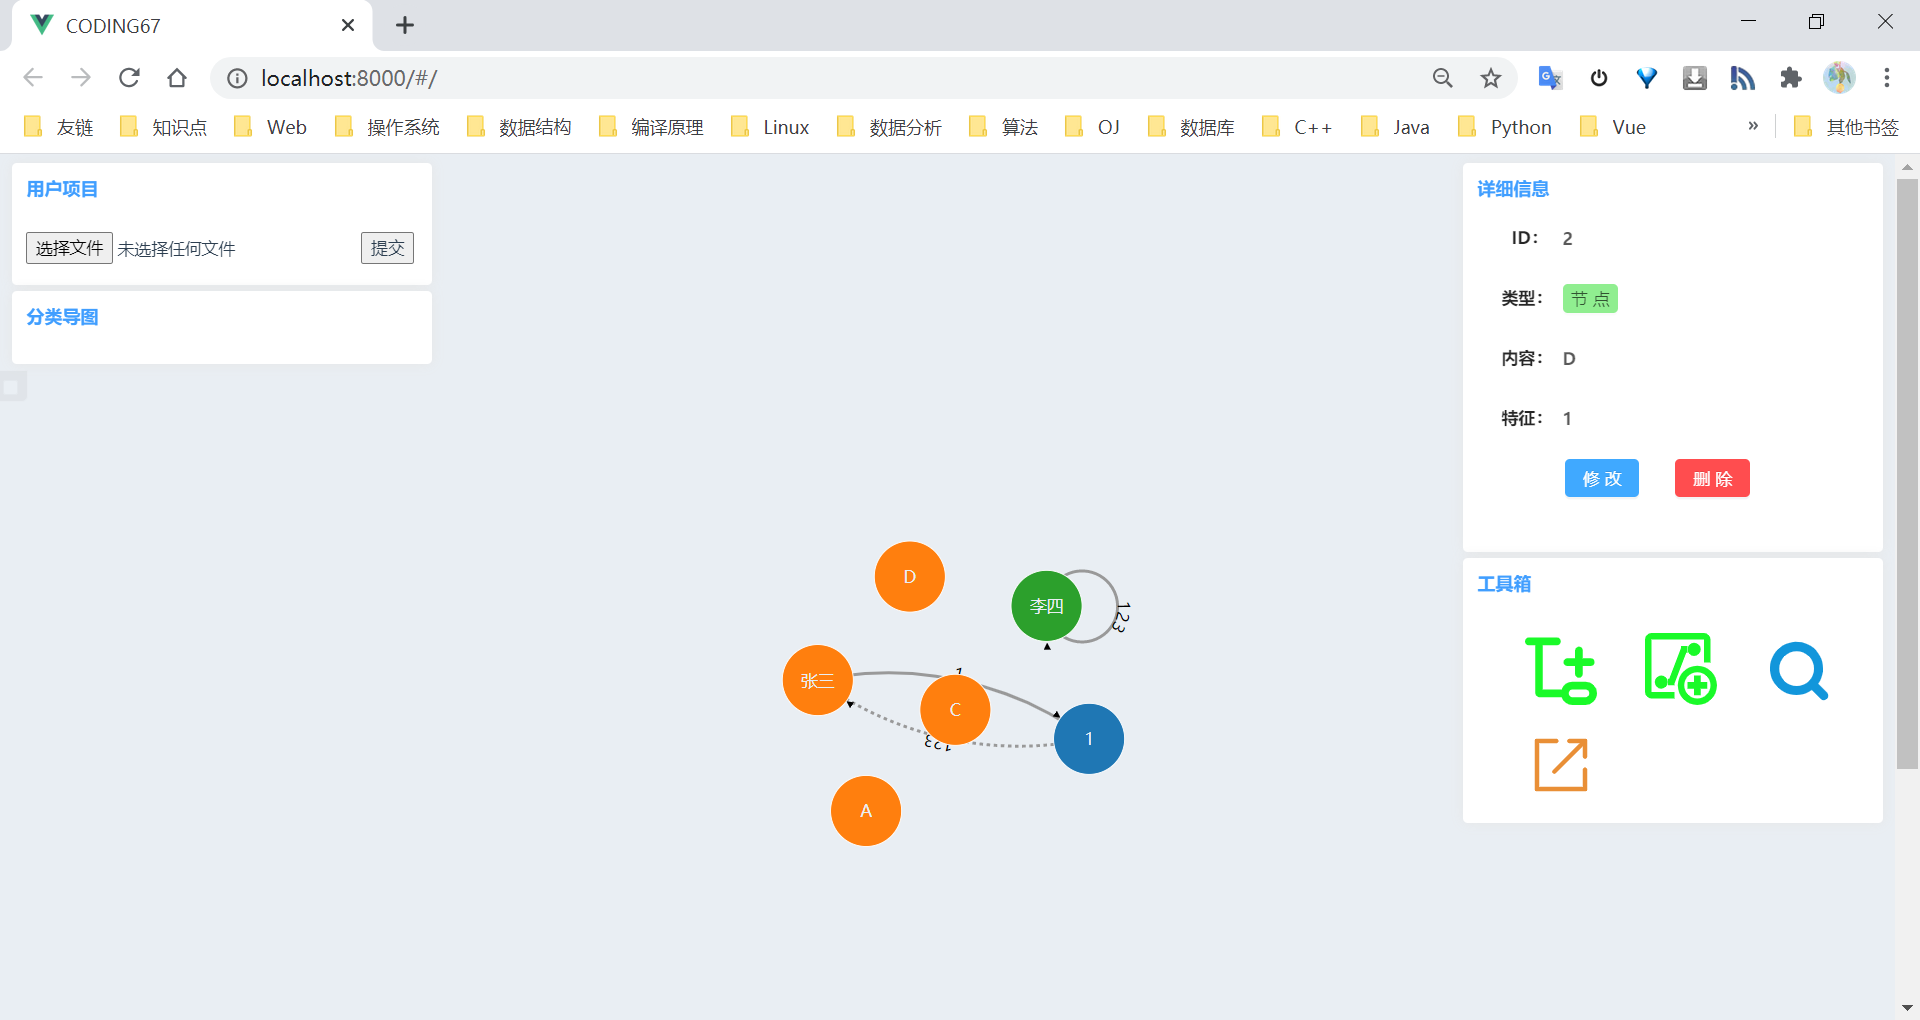 CODING67
localhost:8000/#/
友链 知识点 Web 操作系统 数据结构 编译原理 Linux 数据分析 算法 OJ 数据库 C++ Java Python Vue » 其他书签
用户项目
选择文件 未选择任何文件 提交
分类导图
D
李四
123
张三
1
C
123
1
A
详细信息
ID: 2
类型: 节 点
内容: D
特征: 1
修 改 删 除
工具箱